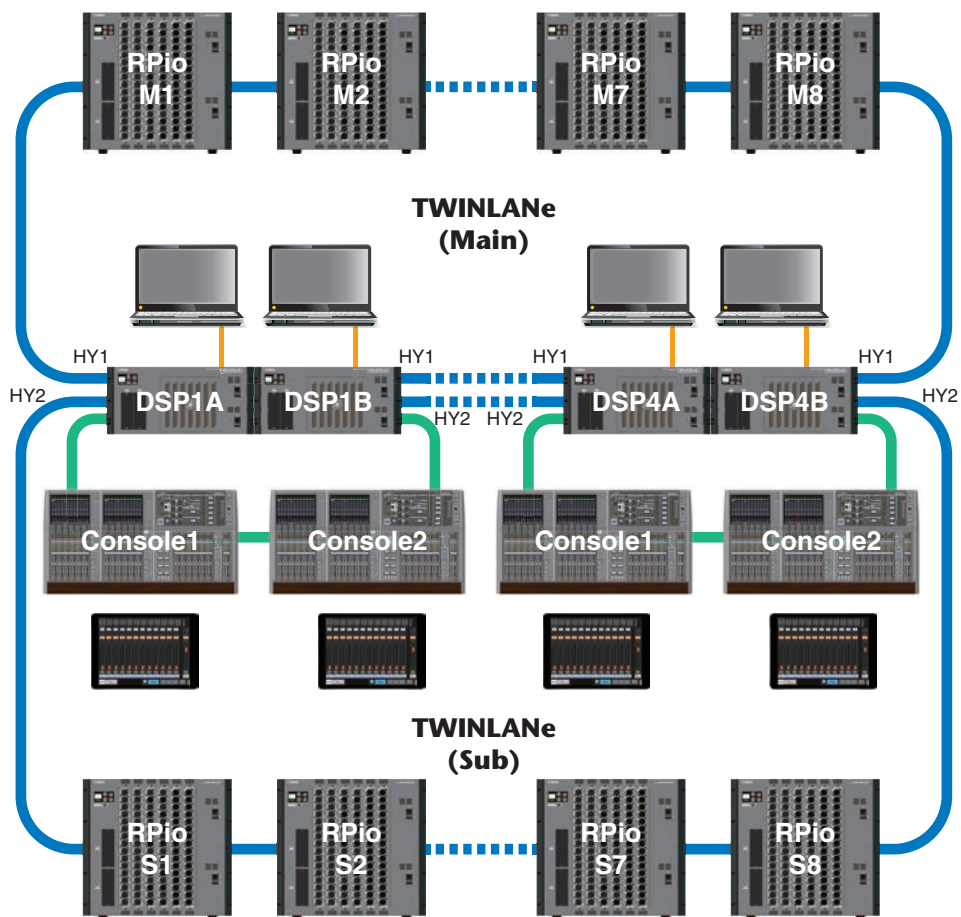 RPio
M1
RPio
M2
RPio
M7
RPio
M8
TWINLANe
(Main)
HY1
HY1
HY1
HY1
HY2
HY2
HY2
HY2
DSP1A
DSP1B
DSP4A
DSP4B
Console1
Console2
Console1
Console2
TWINLANe
(Sub)
RPio
S1
RPio
S2
RPio
S7
RPio
S8